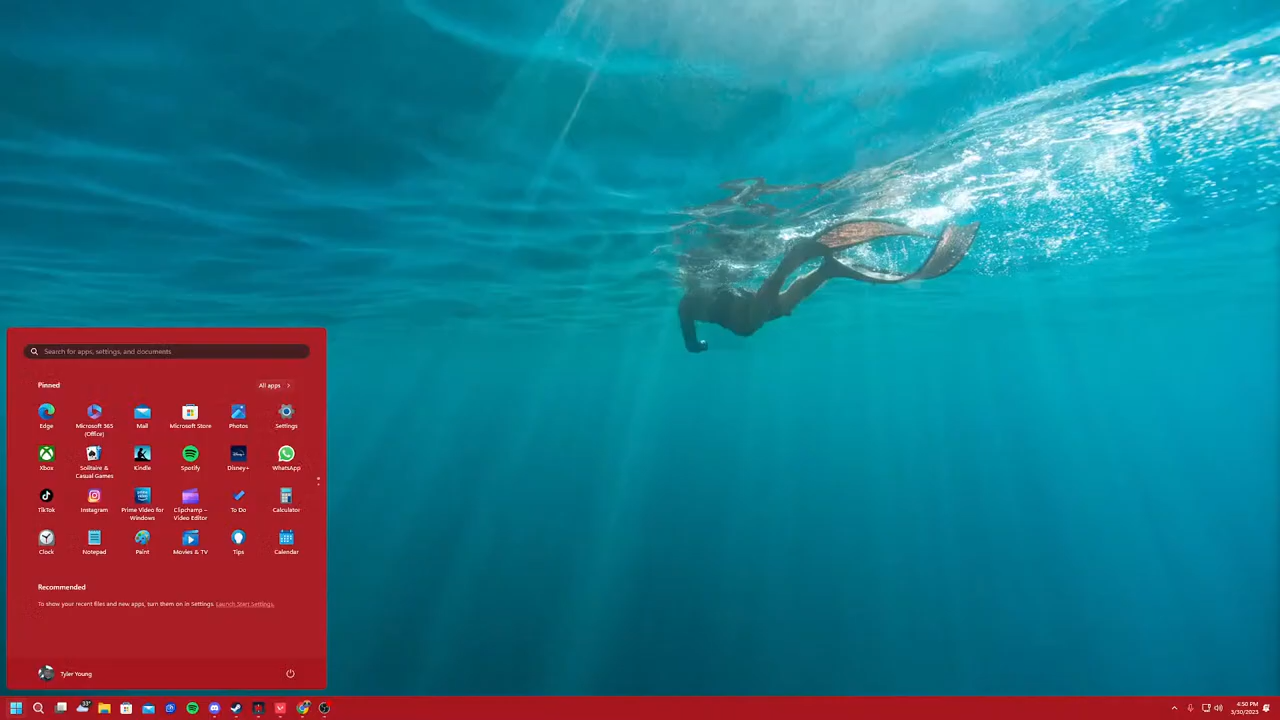 Search for apps, settings, and documents
Pinned
All apps
Edge
Microsoft 365 (Office)
Mail
Microsoft Store
Photos
Settings
Xbox
Solitaire & Casual Games
Kindle
Spotify
Disney+
WhatsApp
TikTok
Instagram
Prime Video for Windows
Clipchamp – Video Editor
To Do
Calculator
Clock
Notepad
Paint
Movies & TV
Tips
Calendar
Recommended
To show your recent files and new apps, turn them on in Settings. Launch Start Settings.
Tyler Young
33°
4:50 PM
3/30/2023